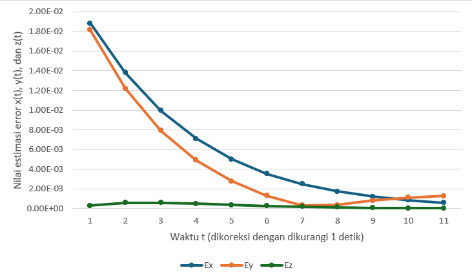 Nilai estimasi error x(t), y(t), dan z(t)
2.00E-02
1.80E-02
1.60E-02
1.40E-02
1.20E-02
1.00E-02
8.00E-03
6.00E-03
4.00E-03
2.00E-03
0.00E+00
1 2 3 4 5 6 7 8 9 10 11
Waktu t (dikoreksi dengan dikurangi 1 detik)
Ex Ey Ez